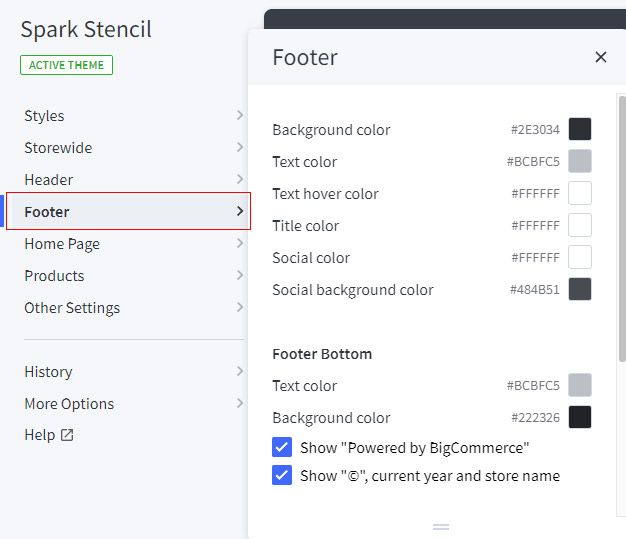 Spark Stencil
ACTIVE THEME
Styles
Storewide
Header
Footer
Home Page
Products
Other Settings
History
More Options
Help
Footer
Background color #2E3034
Text color #BCBFC5
Text hover color #FFFFFF
Title color #FFFFFF
Social color #FFFFFF
Social background color #484B51
Footer Bottom
Text color #BCBFC5
Background color #222326
Show "Powered by BigCommerce"
Show "©", current year and store name